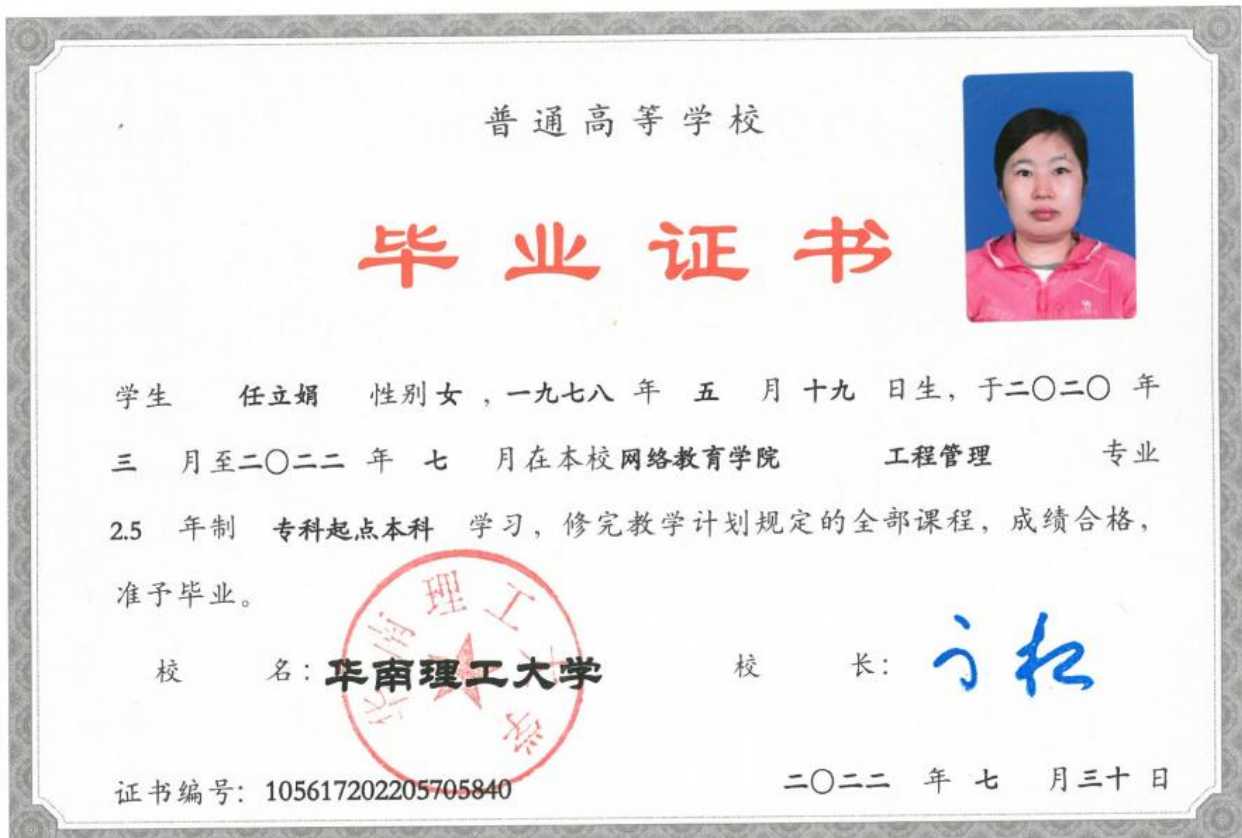 普通高等学校
毕业证书
学生 任立娟 性别 女 ，一九七八 年 五 月 十九 日生，于二〇二〇 年
三 月至二〇二二 年 七 月在本校 网络教育学院 工程管理 专业
2.5 年制 专科起点本科 学习，修完教学计划规定的全部课程，成绩合格，
准予毕业。
华南理工大学
校 名：华南理工大学 校 长：
证书编号：105617202205705840 二〇二二 年 七 月三十 日